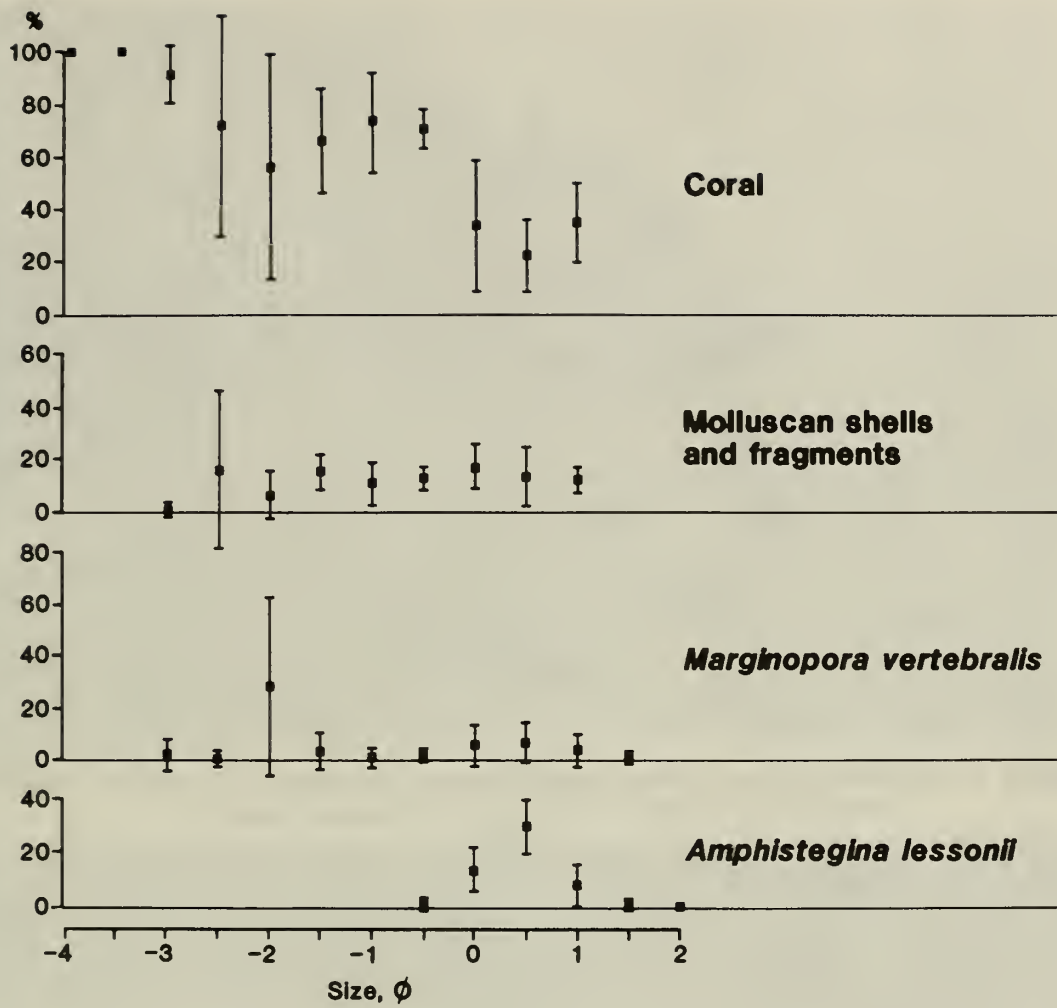 %
100
80
60
40
20
0
Coral
60
40
20
0
Molluscan shells
and fragments
80
60
40
20
0
Marginopora vertebralis
40
20
0
Amphistegina lessonii
-4 -3 -2 -1 0 1 2
Size, ϕ